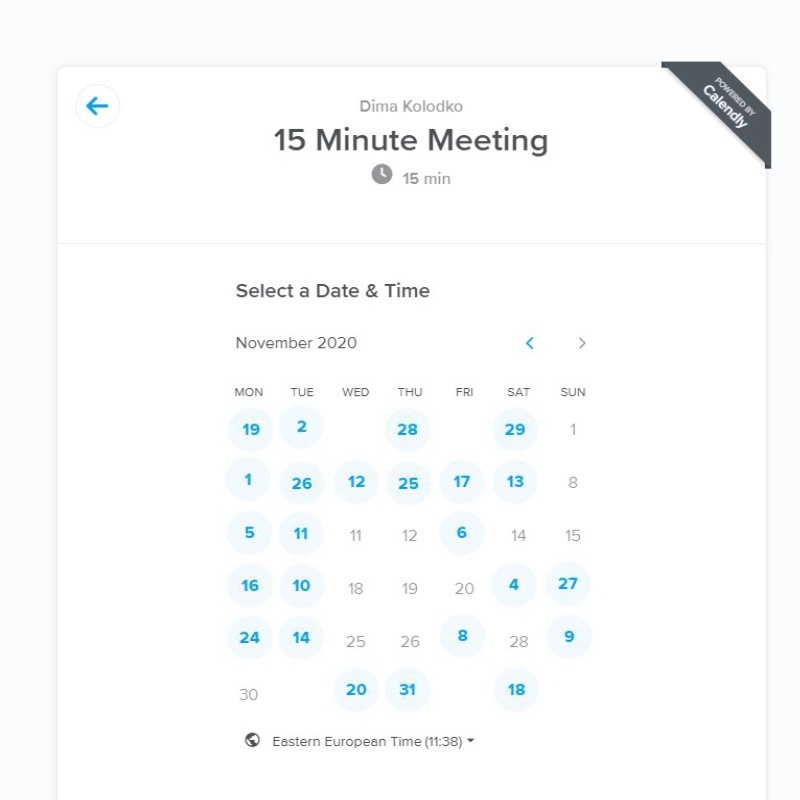 POWERED BY
Calendly
Dima Kolodko
15 Minute Meeting
15 min
Select a Date & Time
November 2020
MON TUE WED THU FRI SAT SUN
19 2 28 29 1
1 26 12 25 17 13 8
5 11 11 12 6 14 15
16 10 18 19 20 4 27
24 14 25 26 8 28 9
30 20 31 18
Eastern European Time (11:38)